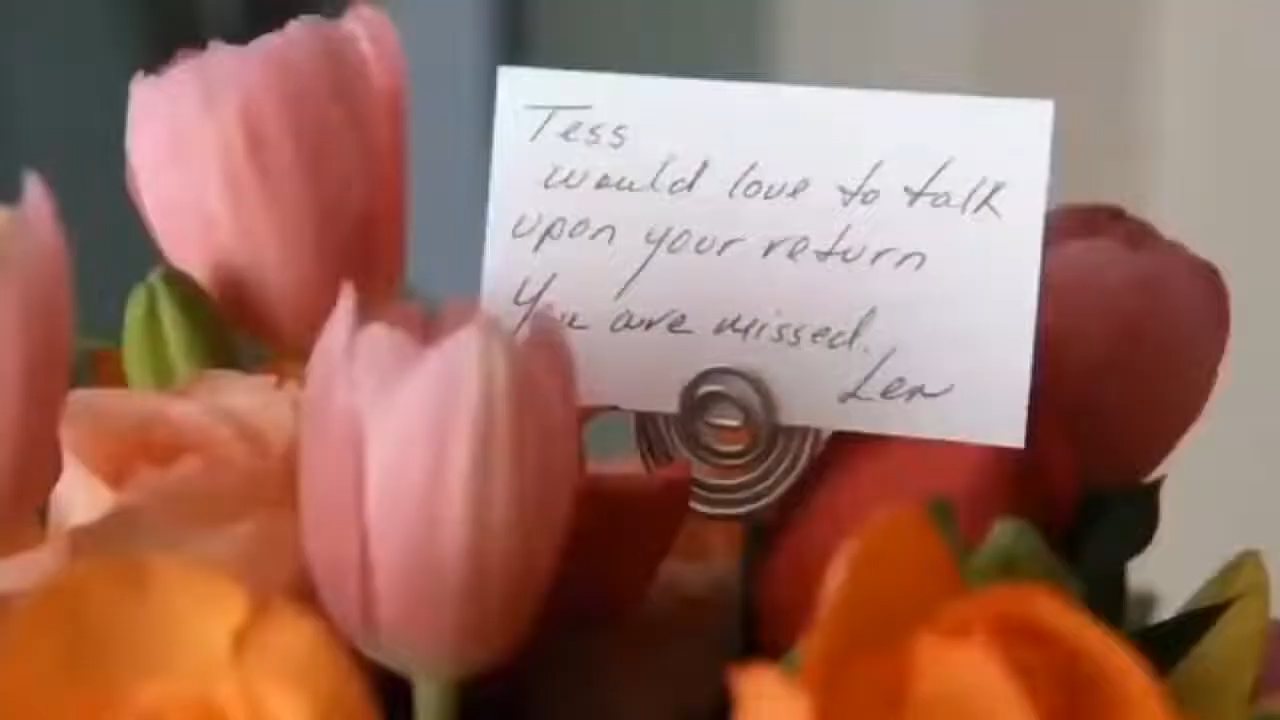 Tess
would love to talk
upon your return
You are missed.
Len